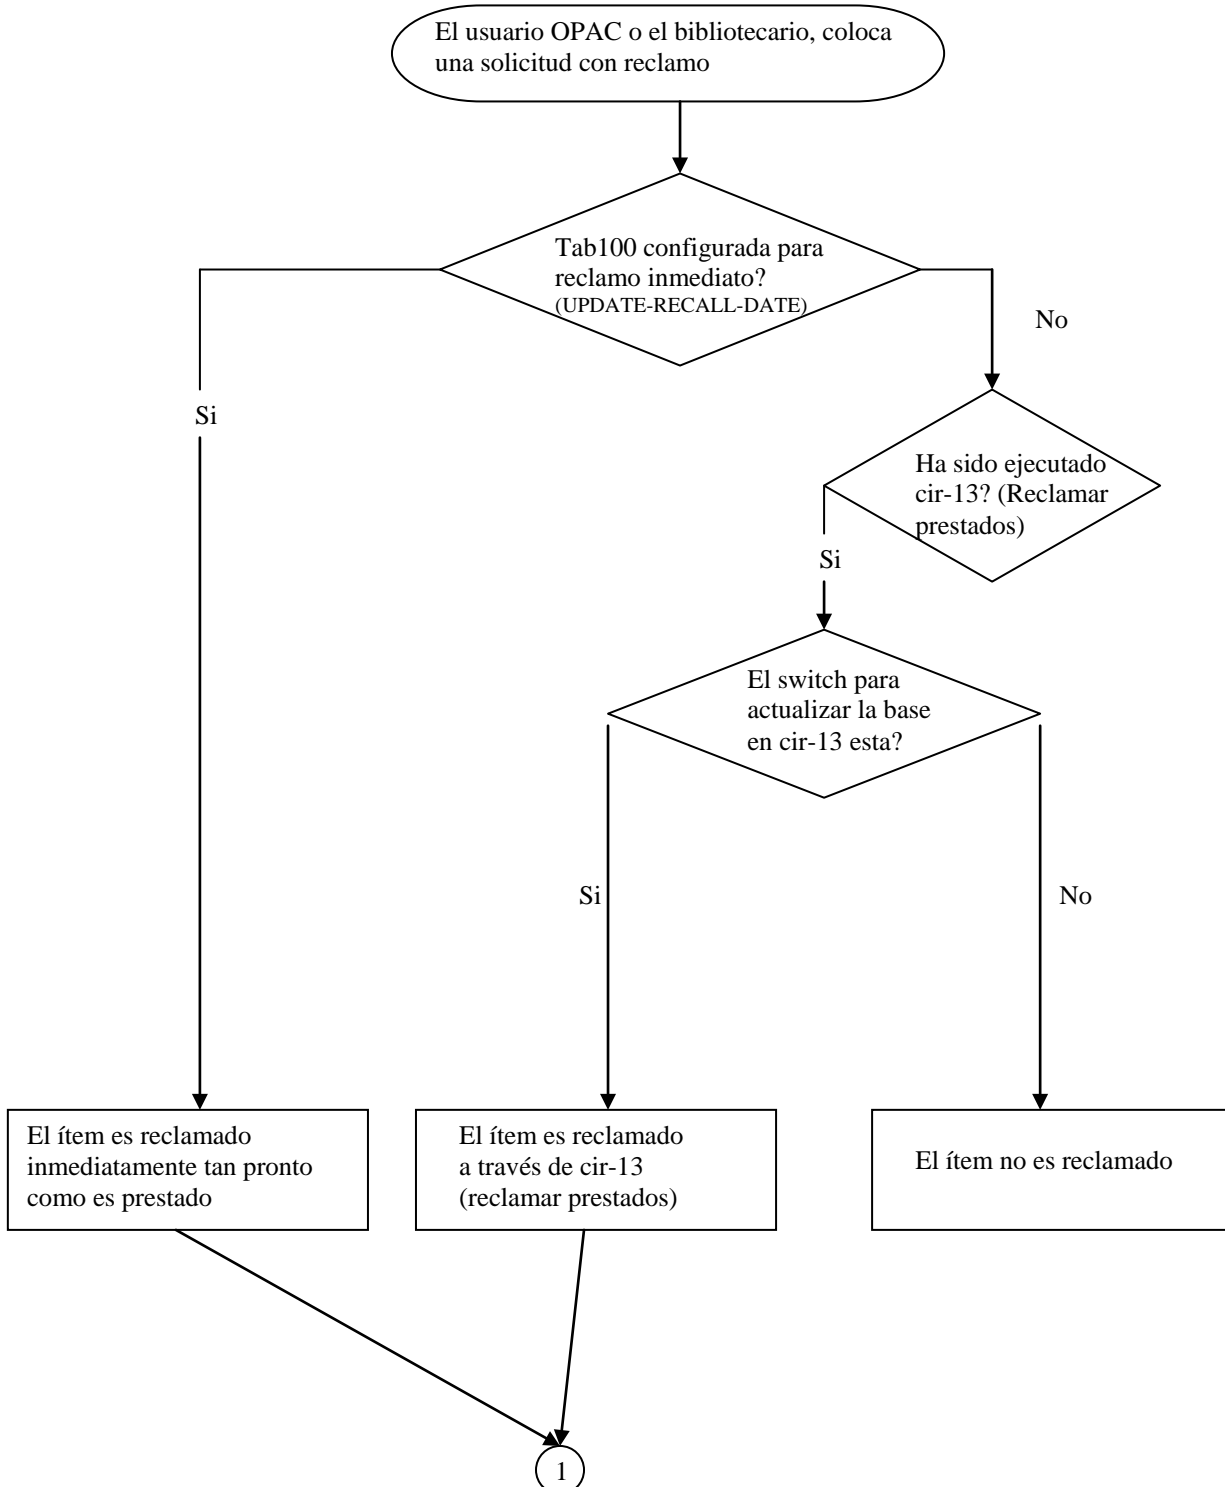 El usuario OPAC o el bibliotecario, coloca
una solicitud con reclamo
Tab100 configurada para
reclamo inmediato?
(UPDATE-RECALL-DATE)
No
Si
Ha sido ejecutado
cir-13? (Reclamar
prestados)
Si
El switch para
actualizar la base
en cir-13 esta?
Si
No
El ítem es reclamado
inmediatamente tan pronto
como es prestado
El ítem es reclamado
a través de cir-13
(reclamar prestados)
El ítem no es reclamado
1